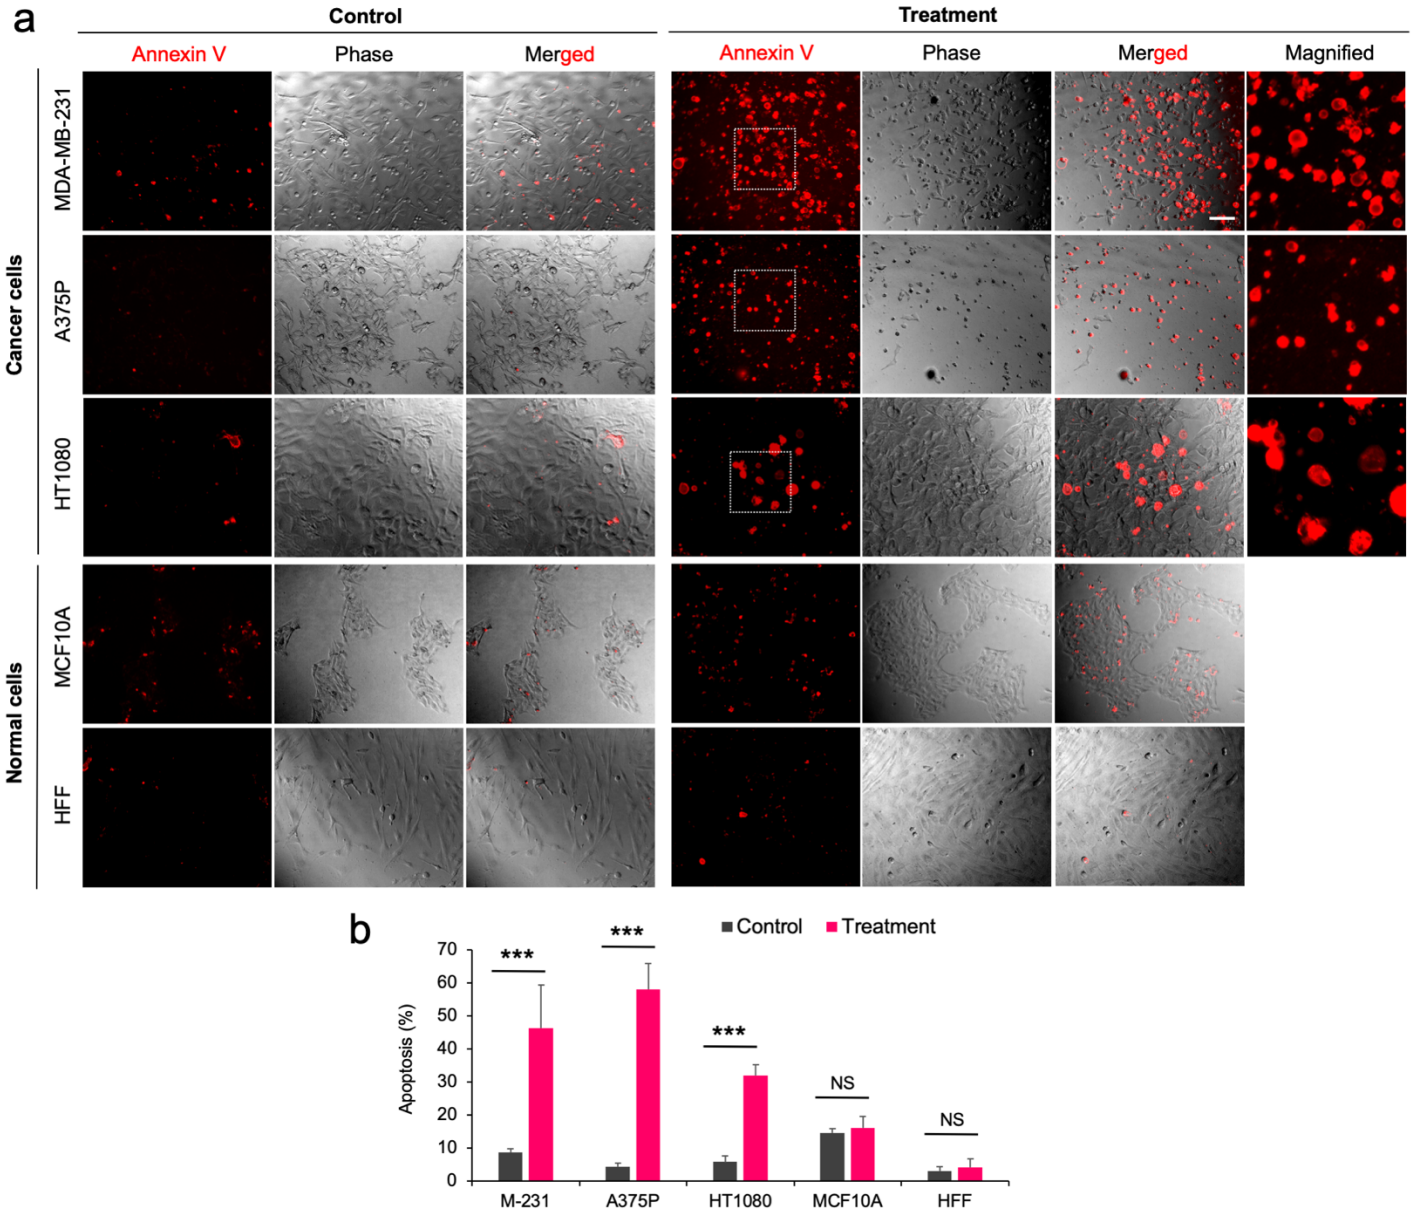 a
Control
Treatment
Annexin V
Phase
Merged
Annexin V
Phase
Merged
Magnified
Cancer cells
MDA-MB-231
A375P
HT1080
Normal cells
MCF10A
HFF
b
Control
Treatment
Apoptosis (%)
70
60
50
40
30
20
10
0
***
***
***
NS
NS
M-231
A375P
HT1080
MCF10A
HFF